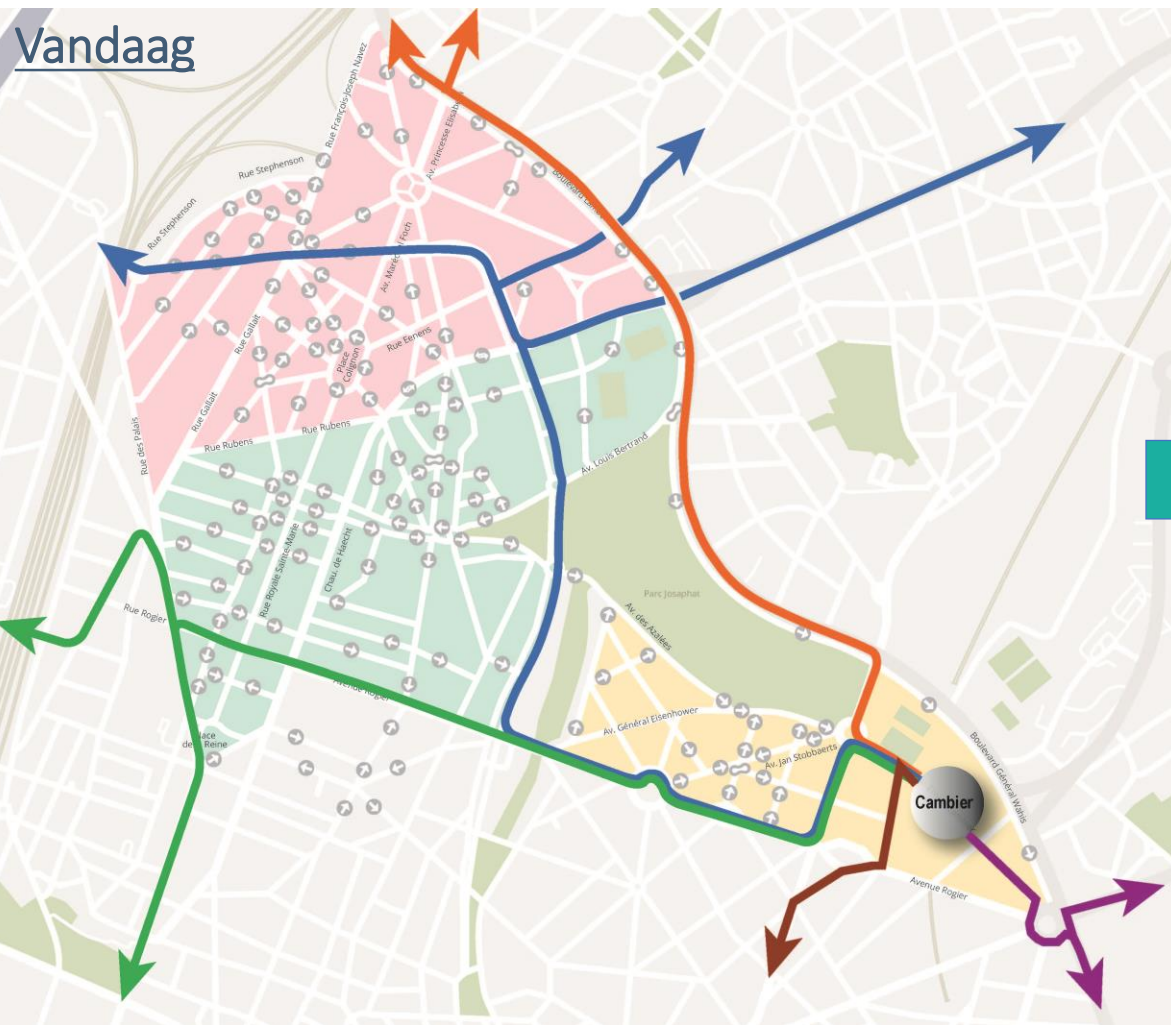 Vandaag
Rue François-Joseph Navez
Av. Princesse Elisabeth
Rue Stephenson
Rue Stephenson
Av. Maréchal Foch
Rue Gallait
Place
Colignon
Rue Eenens
Rue Gallait
Rue Rubens
Rue Rubens
Rue des Palais
Av. Louis Bertrand
Rue Royale Sainte-Marie
Chau. de Haecht
Parc Josaphat
Rue Rogier
Av. des Azalées
Avenue Rogier
Av. Général Eisenhower
Place
de la Reine
Av. Jan Stobbaerts
Boulevard Général Wahis
Cambier
Avenue Rogier